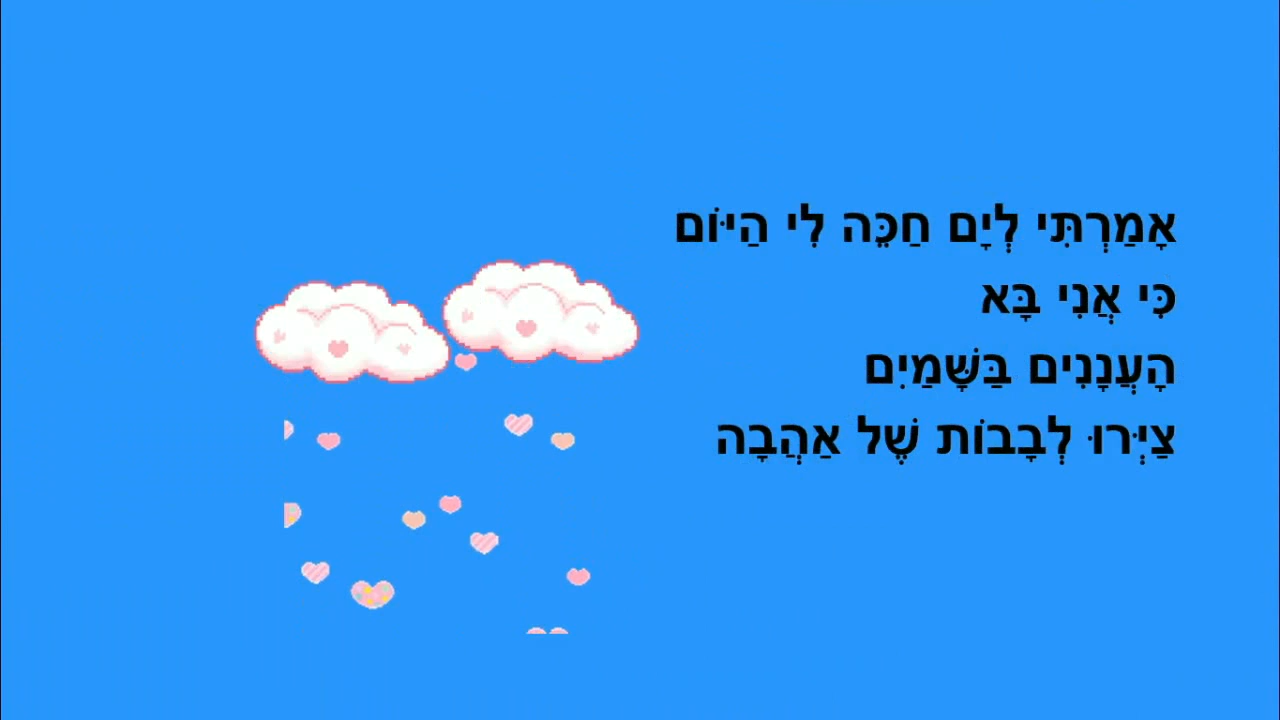 אָמַרְתִּי לְיָם חַכֵּה לִי הַיּוֹם
כִּי אֲנִי בָּא
הָעֲנָנִים בַּשָּׁמַיִם
צַיְּרוּ לְבָבוֹת שֶׁל אַהֲבָה